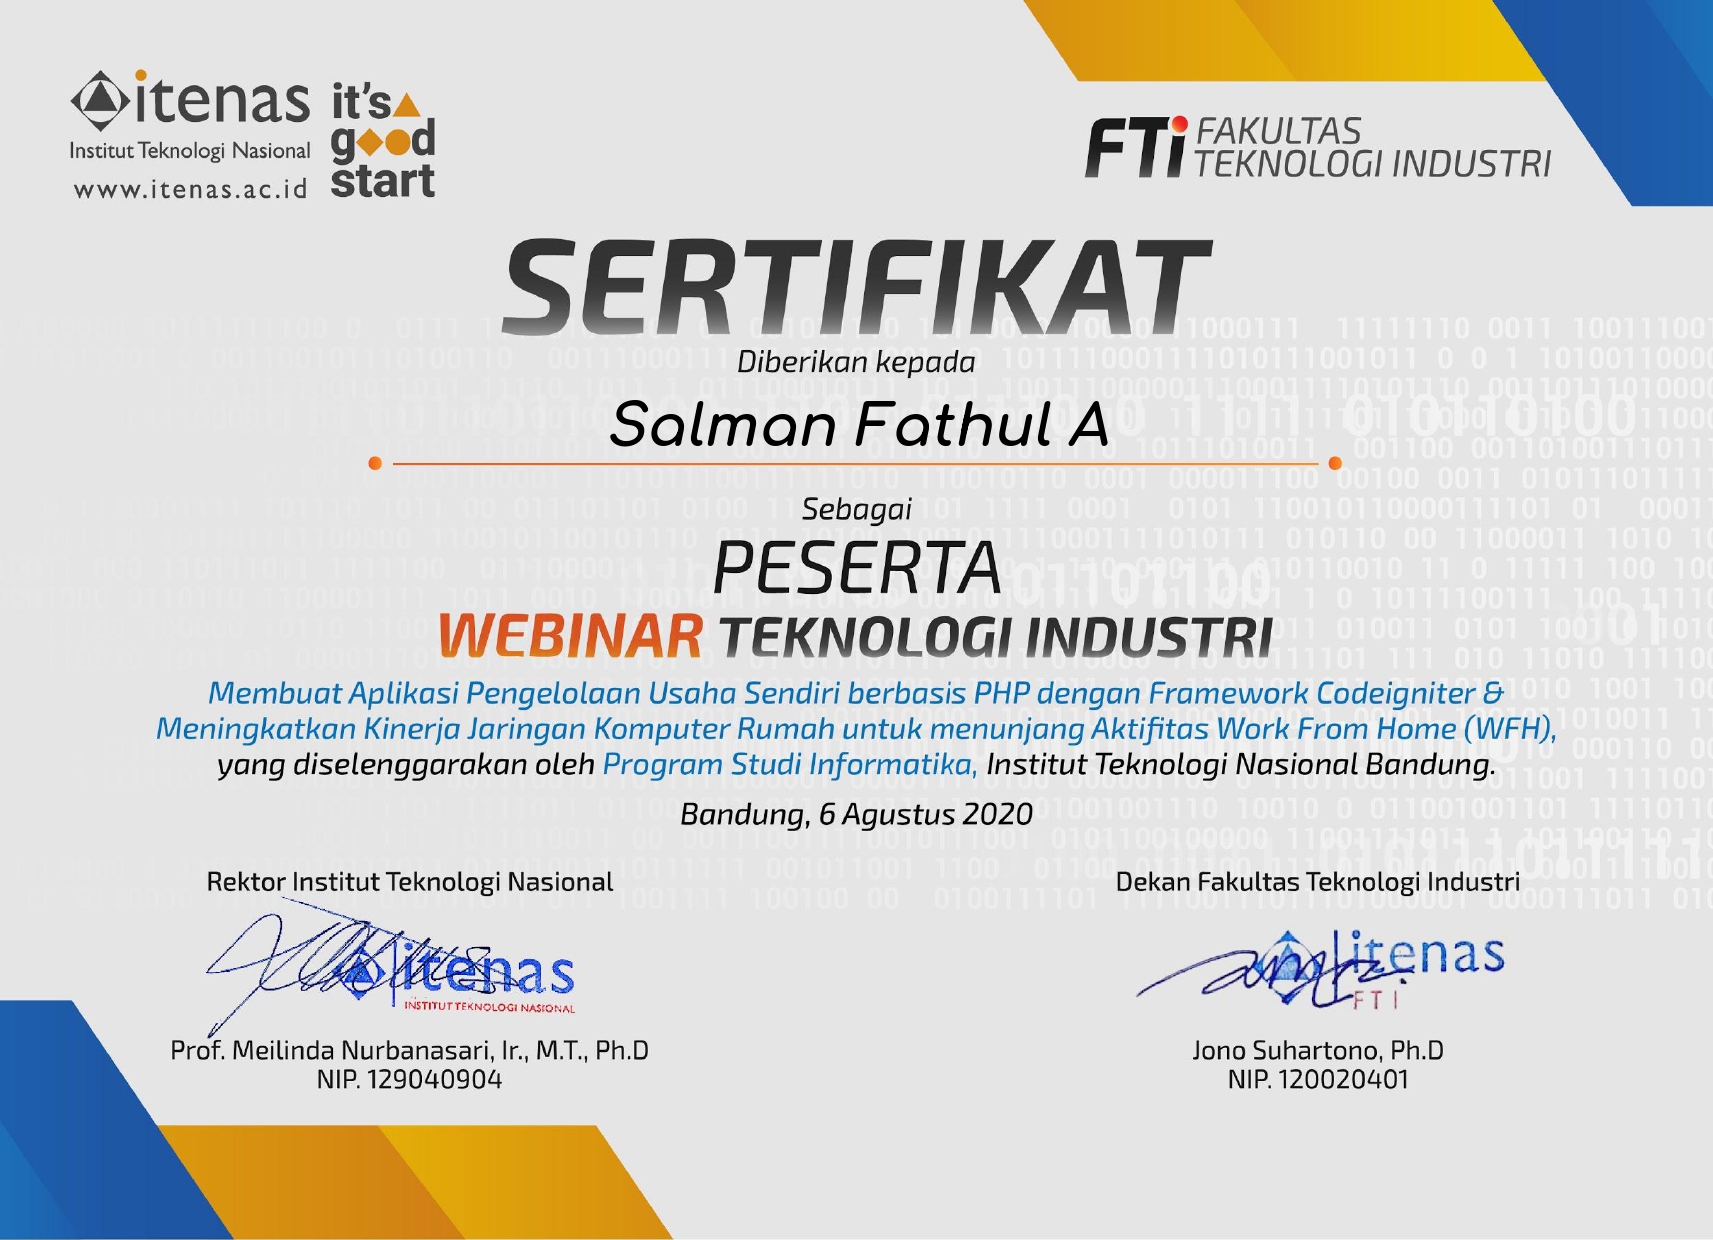 itenas
Institut Teknologi Nasional
www.itenas.ac.id
it's
good
start
FTi FAKULTAS
TEKNOLOGI INDUSTRI
SERTIFIKAT
Diberikan kepada
Salman Fathul A
Sebagai
PESERTA
WEBINAR TEKNOLOGI INDUSTRI
Membuat Aplikasi Pengelolaan Usaha Sendiri berbasis PHP dengan Framework Codeigniter &
Meningkatkan Kinerja Jaringan Komputer Rumah untuk menunjang Aktifitas Work From Home (WFH),
yang diselenggarakan oleh Program Studi Informatika, Institut Teknologi Nasional Bandung.
Bandung, 6 Agustus 2020
Rektor Institut Teknologi Nasional
itenas
INSTITUT TEKNOLOGI NASIONAL
Prof. Meilinda Nurbanasari, Ir., M.T., Ph.D
NIP. 129040904
Dekan Fakultas Teknologi Industri
itenas
FTI
Jono Suhartono, Ph.D
NIP. 120020401